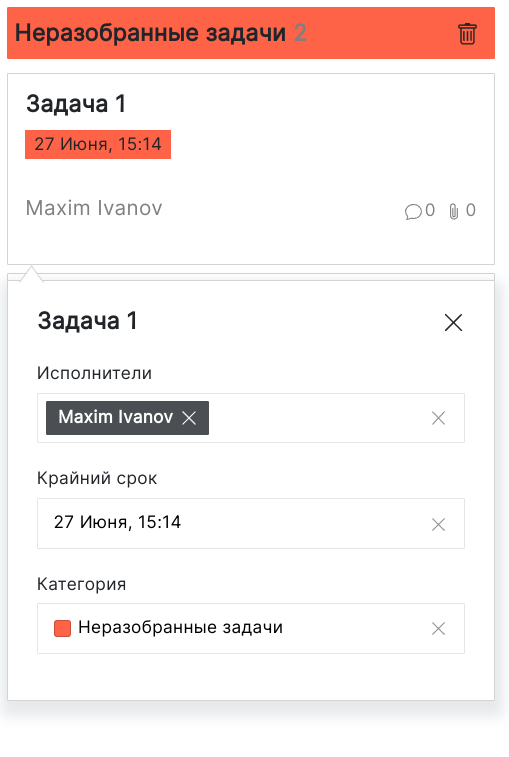 Неразобранные задачи 2
Задача 1
27 Июня, 15:14
Maxim Ivanov 0 0
Задача 1
Исполнители
Maxim Ivanov
Крайний срок
27 Июня, 15:14
Категория
Неразобранные задачи